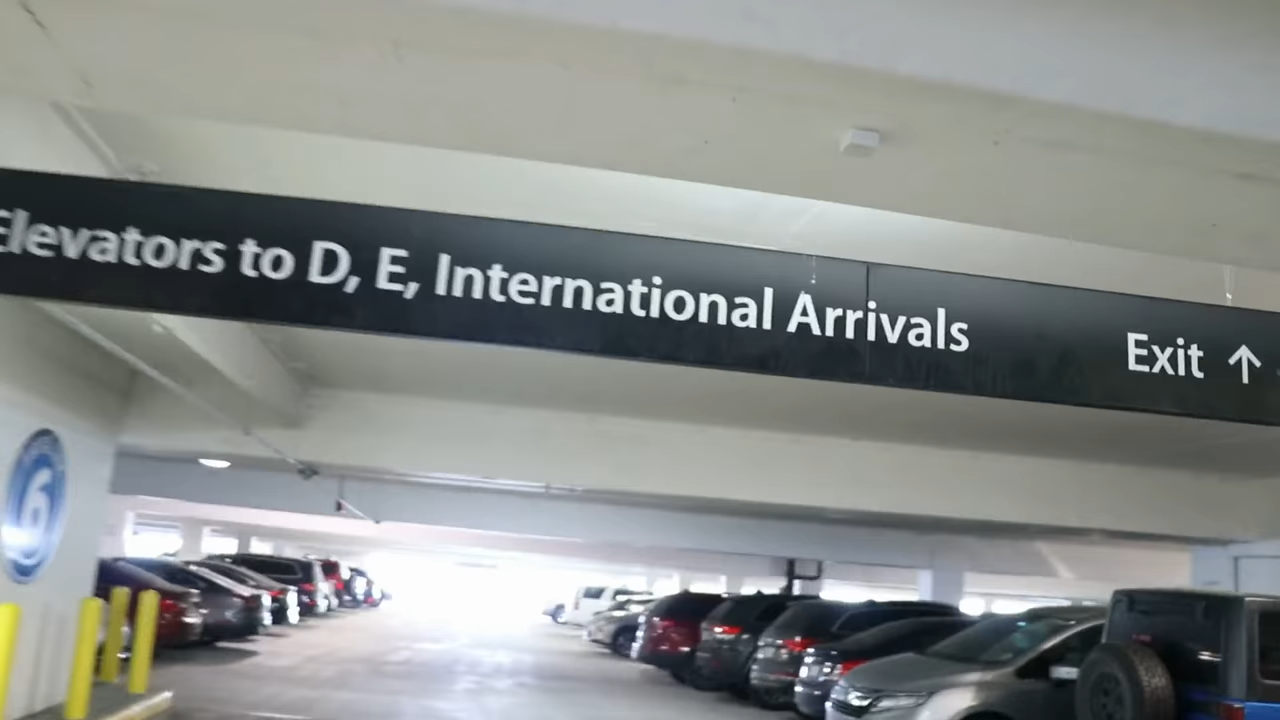 Elevators to D, E, International Arrivals Exit ↑
6